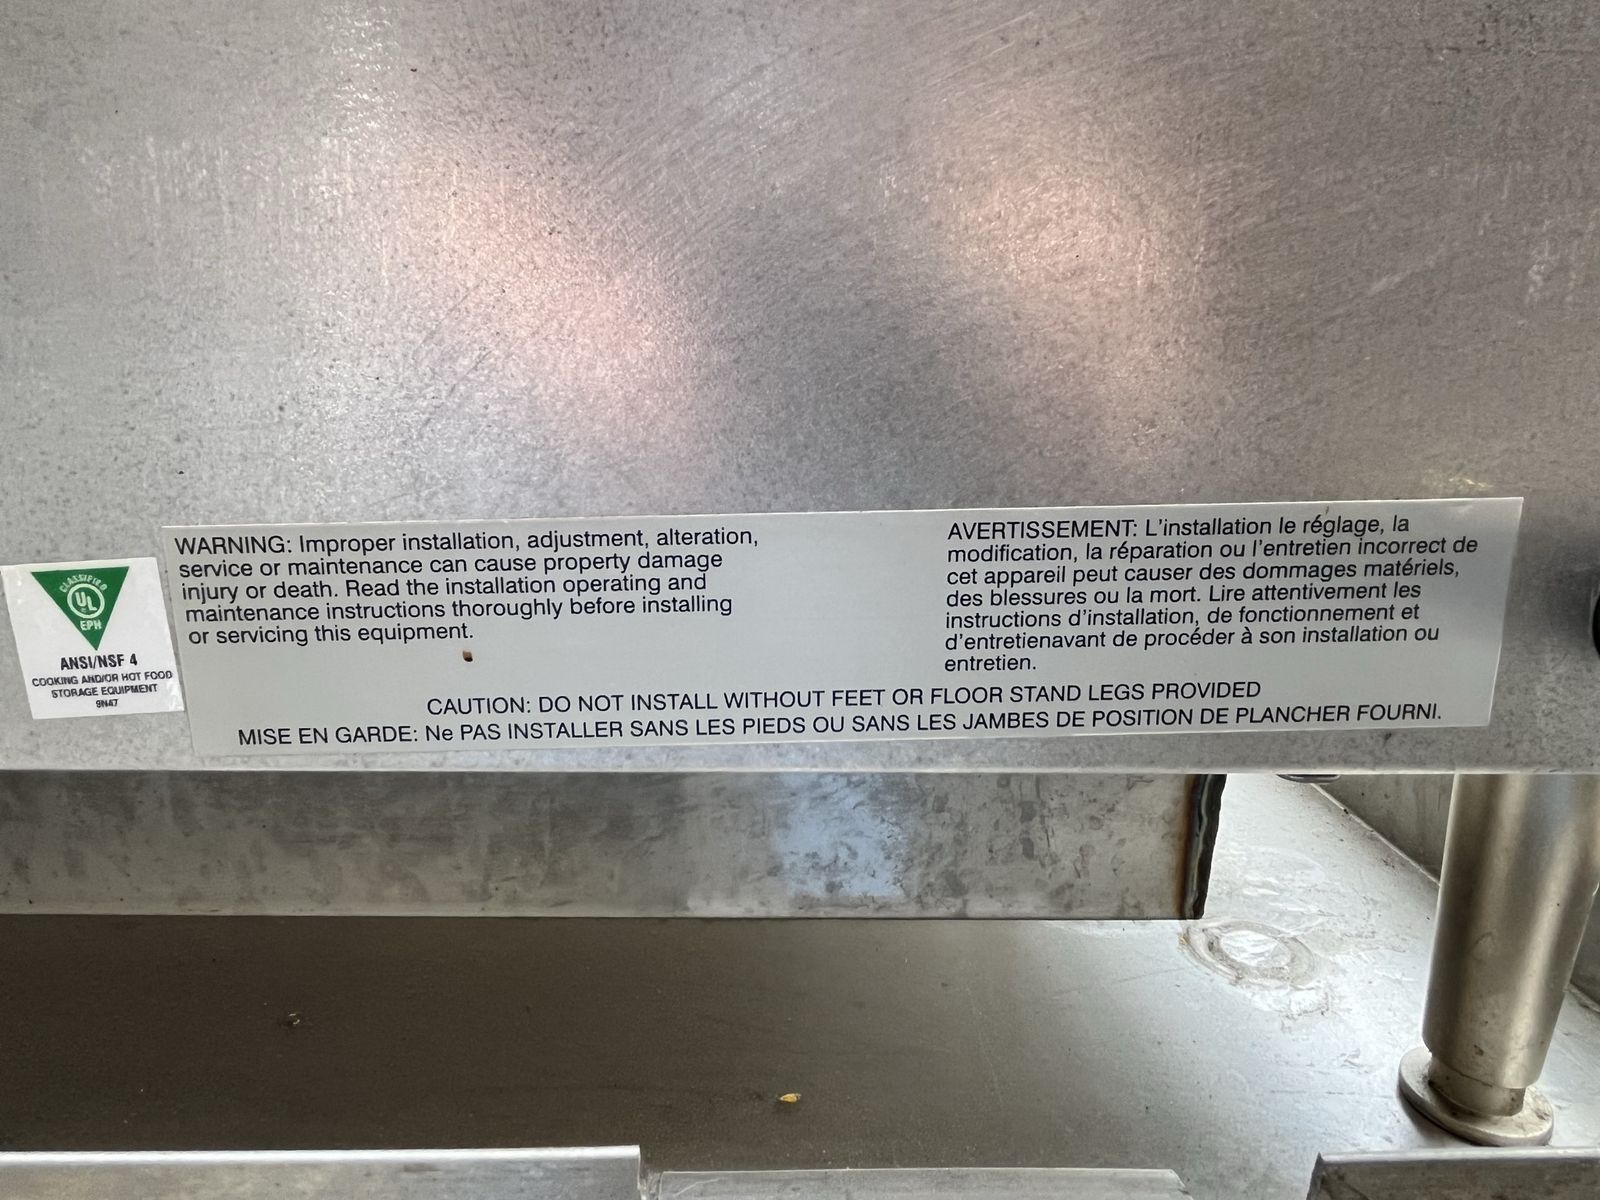 WARNING: Improper installation, adjustment, alteration,
service or maintenance can cause property damage
injury or death. Read the installation operating and
maintenance instructions thoroughly before installing
or servicing this equipment.
AVERTISSEMENT: L'installation le réglage, la
modification, la réparation ou l'entretien incorrect de
cet appareil peut causer des dommages matériels,
des blessures ou la mort. Lire attentivement les
instructions d'installation, de fonctionnement et
d'entretienavant de procéder à son installation ou
entretien.
CAUTION: DO NOT INSTALL WITHOUT FEET OR FLOOR STAND LEGS PROVIDED
MISE EN GARDE: Ne PAS INSTALLER SANS LES PIEDS OU SANS LES JAMBES DE POSITION DE PLANCHER FOURNI.
CLASSIFIED
UL
EPH
ANSI/NSF 4
COOKING AND/OR HOT FOOD
STORAGE EQUIPMENT
9N47